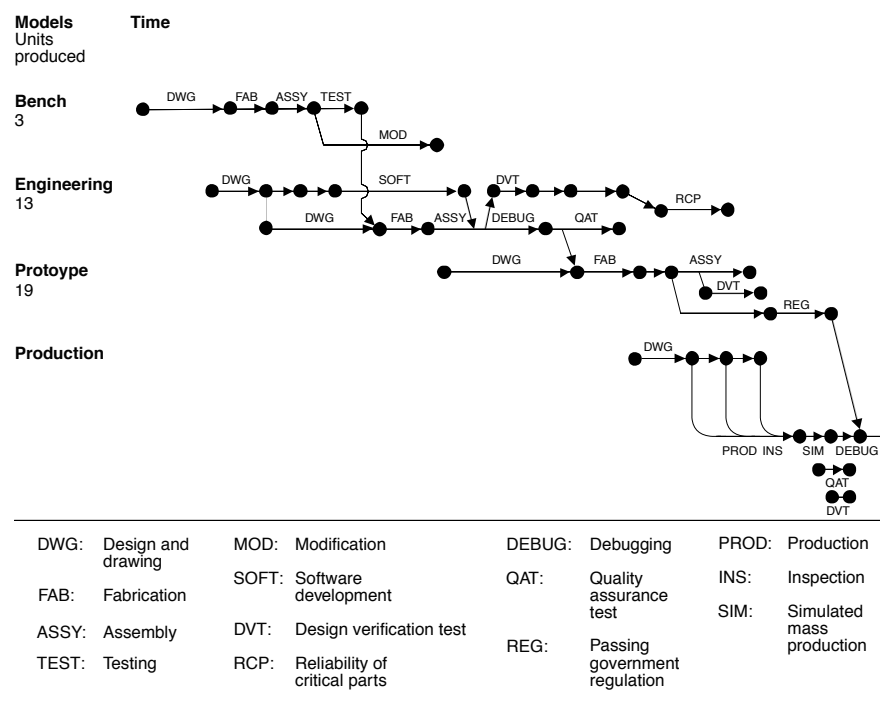 Models Time
Units
produced
Bench
3
DWG FAB ASSY TEST
MOD
Engineering
13
DWG SOFT DVT
RCP
DWG FAB ASSY DEBUG QAT
Protoype
19
DWG FAB ASSY
DVT
REG
Production
DWG
PROD INS SIM DEBUG
QAT
DVT
DWG: Design and
drawing
FAB: Fabrication
ASSY: Assembly
TEST: Testing
MOD: Modification
SOFT: Software
development
DVT: Design verification test
RCP: Reliability of
critical parts
DEBUG: Debugging
QAT: Quality
assurance
test
REG: Passing
government
regulation
PROD: Production
INS: Inspection
SIM: Simulated
mass
production